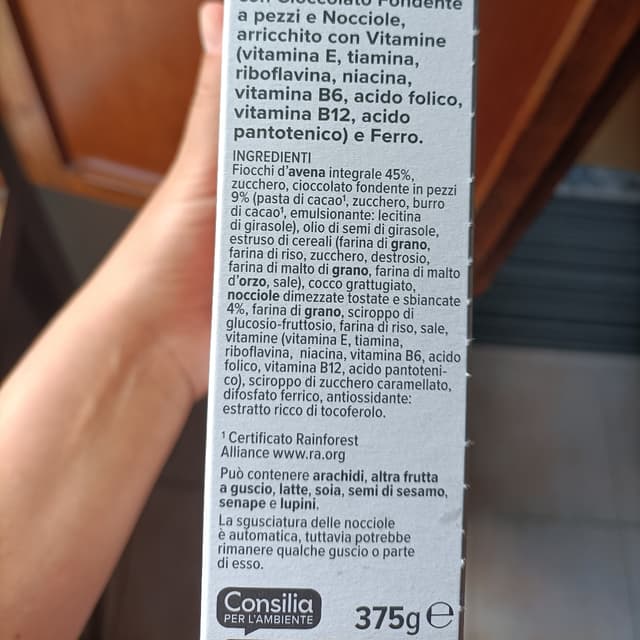 con Cioccolato Fondente
a pezzi e Nocciole,
arricchito con Vitamine
(vitamina E, tiamina,
riboflavina, niacina,
vitamina B6, acido folico,
vitamina B12, acido
pantotenico) e Ferro.
INGREDIENTI
Fiocchi d'avena integrale 45%,
zucchero, cioccolato fondente in pezzi
9% (pasta di cacao¹, zucchero, burro
di cacao¹, emulsionante: lecitina
di girasole), olio di semi di girasole,
estruso di cereali (farina di grano,
farina di riso, zucchero, destrosio,
farina di malto di grano, farina di malto
d'orzo, sale), cocco grattugiato,
nocciole dimezzate tostate e sbiancate
4%, farina di grano, sciroppo di
glucosio-fruttosio, farina di riso, sale,
vitamine (vitamina E, tiamina,
riboflavina, niacina, vitamina B6, acido
folico, vitamina B12, acido pantoteni-
co), sciroppo di zucchero caramellato,
difosfato ferrico, antiossidante:
estratto ricco di tocoferolo.
¹ Certificato Rainforest
Alliance www.ra.org
Può contenere arachidi, altra frutta
a guscio, latte, soia, semi di sesamo,
senape e lupini.
La sgusciatura delle nocciole
è automatica, tuttavia potrebbe
rimanere qualche guscio o parte
di esso.
Consilia
PER L'AMBIENTE
375g ℮